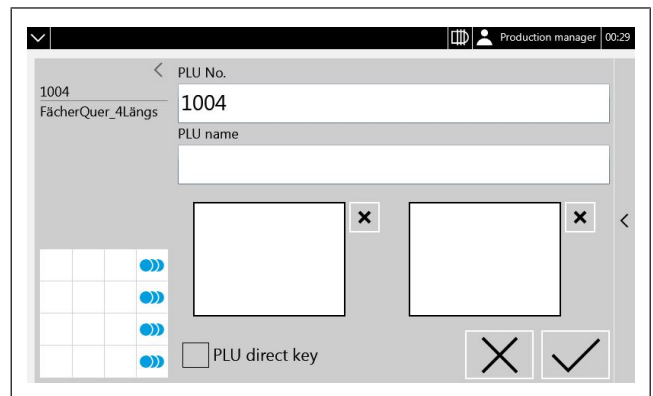 Production manager 00:29
PLU No.
1004
1004
FächerQuer_4Längs
PLU name
PLU direct key